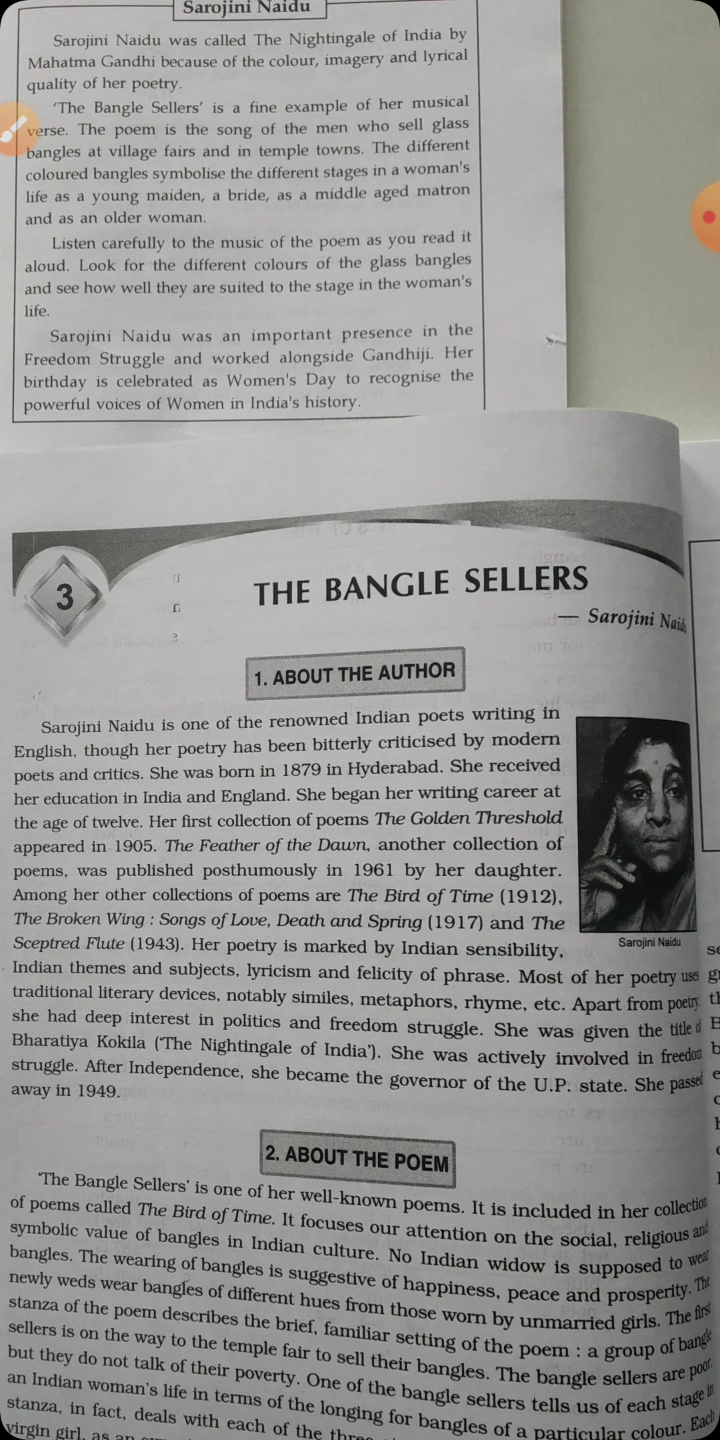 Sarojini Naidu
Sarojini Naidu was called The Nightingale of India by
Mahatma Gandhi because of the colour, imagery and lyrical
quality of her poetry.
'The Bangle Sellers' is a fine example of her musical
verse. The poem is the song of the men who sell glass
bangles at village fairs and in temple towns. The different
coloured bangles symbolise the different stages in a woman's
life as a young maiden, a bride, as a middle aged matron
and as an older woman.
Listen carefully to the music of the poem as you read it
aloud. Look for the different colours of the glass bangles
and see how well they are suited to the stage in the woman's
life.
Sarojini Naidu was an important presence in the
Freedom Struggle and worked alongside Gandhiji. Her
birthday is celebrated as Women's Day to recognise the
powerful voices of Women in India's history.
3
THE BANGLE SELLERS
— Sarojini Naidu
1. ABOUT THE AUTHOR
Sarojini Naidu is one of the renowned Indian poets writing in
English, though her poetry has been bitterly criticised by modern
poets and critics. She was born in 1879 in Hyderabad. She received
her education in India and England. She began her writing career at
the age of twelve. Her first collection of poems The Golden Threshold
appeared in 1905. The Feather of the Dawn, another collection of
poems, was published posthumously in 1961 by her daughter.
Among her other collections of poems are The Bird of Time (1912),
The Broken Wing : Songs of Love, Death and Spring (1917) and The
Sceptred Flute (1943). Her poetry is marked by Indian sensibility,
Sarojini Naidu
Indian themes and subjects, lyricism and felicity of phrase. Most of her poetry uses
traditional literary devices, notably similes, metaphors, rhyme, etc. Apart from poetry,
she had deep interest in politics and freedom struggle. She was given the title of
Bharatiya Kokila ('The Nightingale of India'). She was actively involved in freedom
struggle. After Independence, she became the governor of the U.P. state. She passed
away in 1949.
2. ABOUT THE POEM
'The Bangle Sellers' is one of her well-known poems. It is included in her collection
of poems called The Bird of Time. It focuses our attention on the social, religious and
symbolic value of bangles in Indian culture. No Indian widow is supposed to wear
bangles. The wearing of bangles is suggestive of happiness, peace and prosperity. The
newly weds wear bangles of different hues from those worn by unmarried girls. The first
stanza of the poem describes the brief, familiar setting of the poem : a group of bangle
sellers is on the way to the temple fair to sell their bangles. The bangle sellers are poor,
but they do not talk of their poverty. One of the bangle sellers tells us of each stage in
an Indian woman's life in terms of the longing for bangles of a particular colour. Each
stanza, in fact, deals with each of the
virgin girl, as an